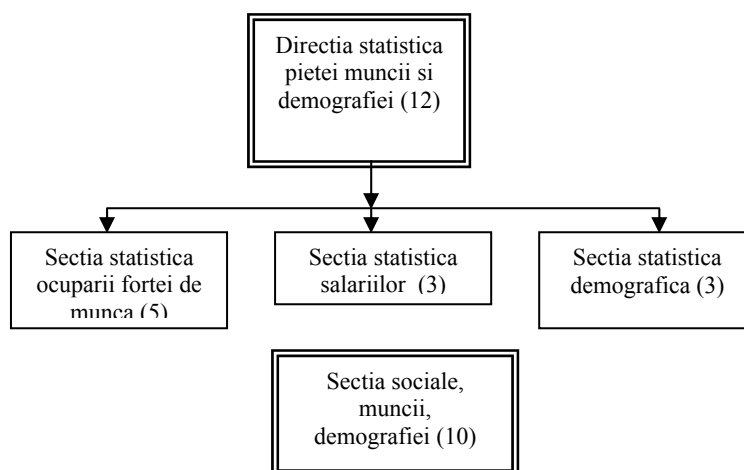 Directia statistica
pietei muncii si
demografiei (12)
Sectia statistica
ocuparii fortei de
munca (5)
Sectia statistica
salariilor (3)
Sectia statistica
demografica (3)
Sectia sociale,
muncii,
demografiei (10)